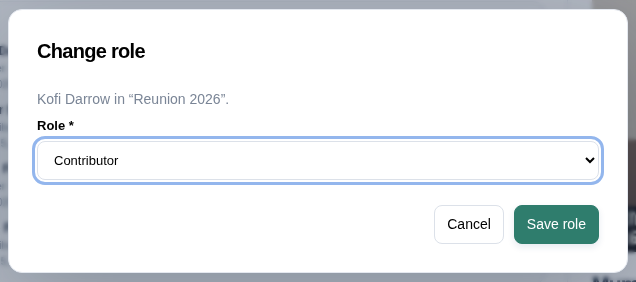 Change role
Kofi Darrow in “Reunion 2026”.
Role *
Contributor
Cancel
Save role